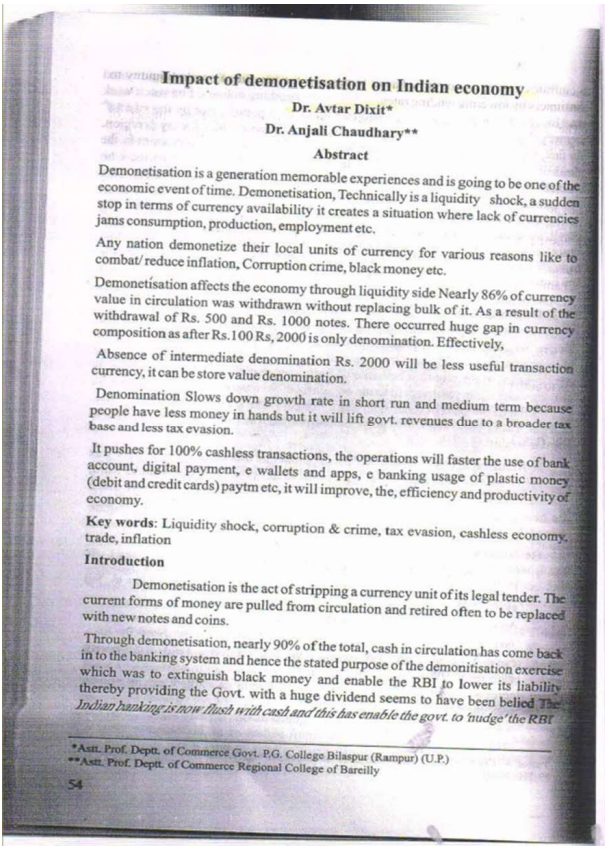 Impact of demonetisation on Indian economy
Dr. Avtar Dixit*
Dr. Anjali Chaudhary**
Abstract
Demonetisation is a generation memorable experiences and is going to be one of the
economic event of time. Demonetisation, Technically is a liquidity shock, a sudden
stop in terms of currency availability it creates a situation where lack of currencies
jams consumption, production, employment etc.
Any nation demonetize their local units of currency for various reasons like to
combat/ reduce inflation, Corruption crime, black money etc.
Demonetisation affects the economy through liquidity side Nearly 86% of currency
value in circulation was withdrawn without replacing bulk of it. As a result of the
withdrawal of Rs. 500 and Rs. 1000 notes. There occurred huge gap in currency
composition as after Rs.100 Rs, 2000 is only denomination. Effectively,
Absence of intermediate denomination Rs. 2000 will be less useful transaction
currency, it can be store value denomination.
Denomination Slows down growth rate in short run and medium term because
people have less money in hands but it will lift govt. revenues due to a broader tax
base and less tax evasion.
It pushes for 100% cashless transactions, the operations will faster the use of bank
account, digital payment, e wallets and apps, e banking usage of plastic money
(debit and credit cards) paytm etc, it will improve, the, efficiency and productivity of
economy.
Key words: Liquidity shock, corruption & crime, tax evasion, cashless economy,
trade, inflation
Introduction
Demonetisation is the act of stripping a currency unit of its legal tender. The
current forms of money are pulled from circulation and retired often to be replaced
with new notes and coins.
Through demonetisation, nearly 90% of the total, cash in circulation has come back
in to the banking system and hence the stated purpose of the demonitisation exercise
which was to extinguish black money and enable the RBI to lower its liability
thereby providing the Govt. with a huge dividend seems to have been belied The
Indian banking is now flush with cash and this has enable the govt. to 'nudge' the RBI
*Astt. Prof. Deptt. of Commerce Govt. P.G. College Bilaspur (Rampur) (U.P.)
**Astt. Prof. Deptt. of Commerce Regional College of Bareilly
54